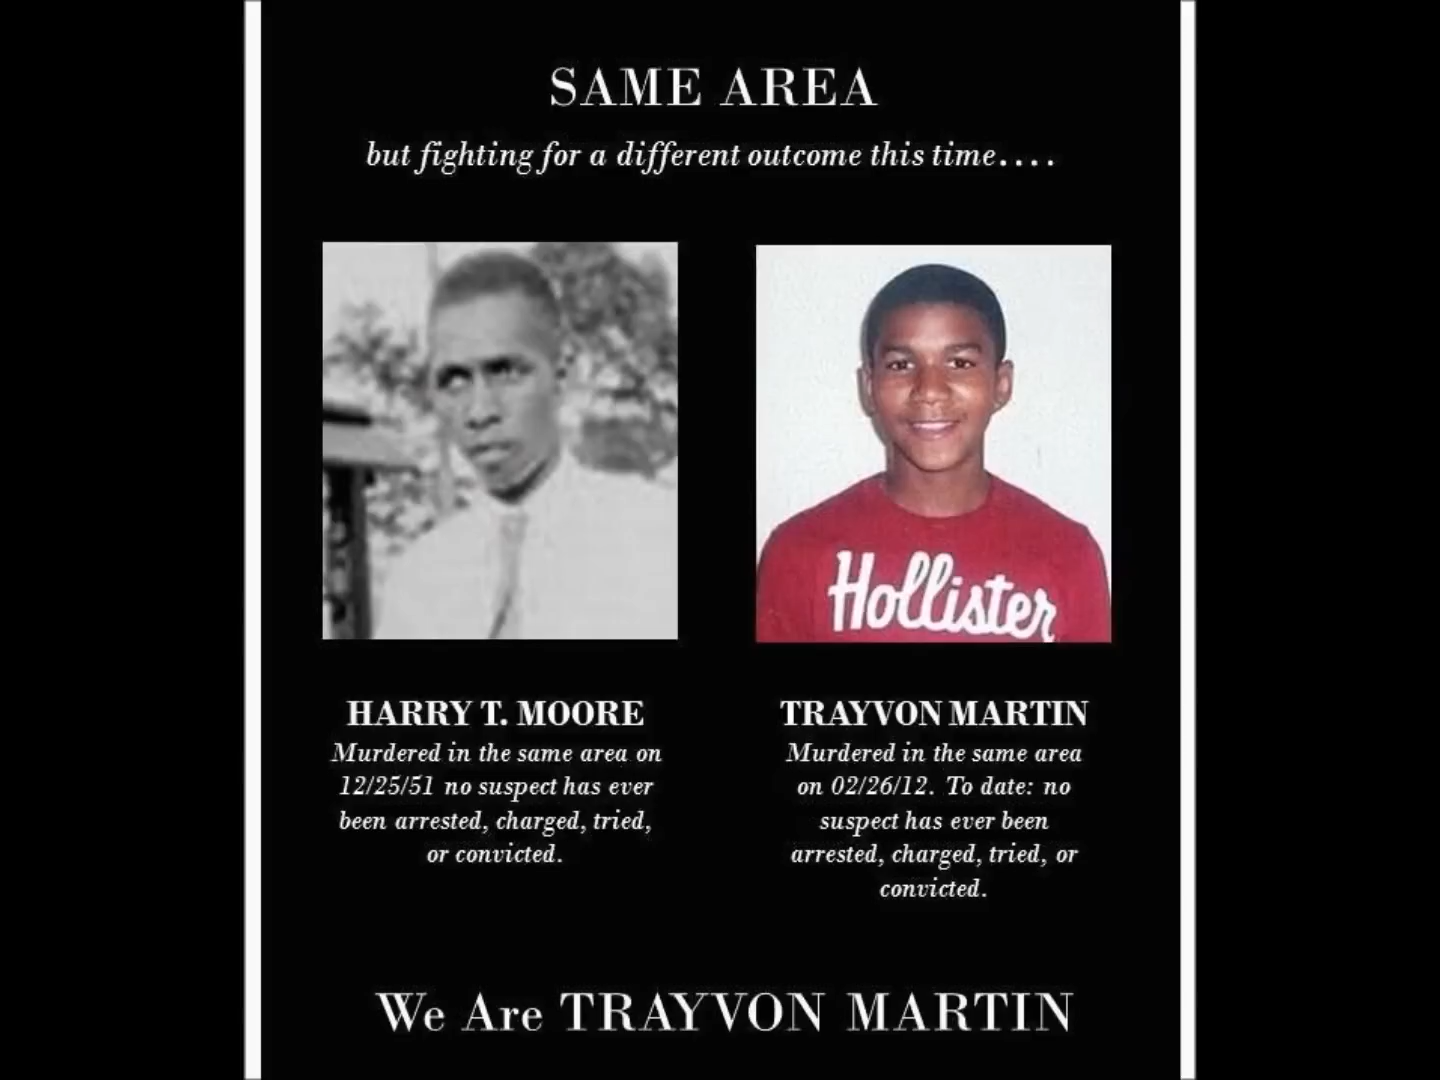 SAME AREA
but fighting for a different outcome this time....
Hollister
HARRY T. MOORE
Murdered in the same area on
12/25/51 no suspect has ever
been arrested, charged, tried,
or convicted.
TRAYVON MARTIN
Murdered in the same area
on 02/26/12. To date: no
suspect has ever been
arrested, charged, tried, or
convicted.
We Are TRAYVON MARTIN